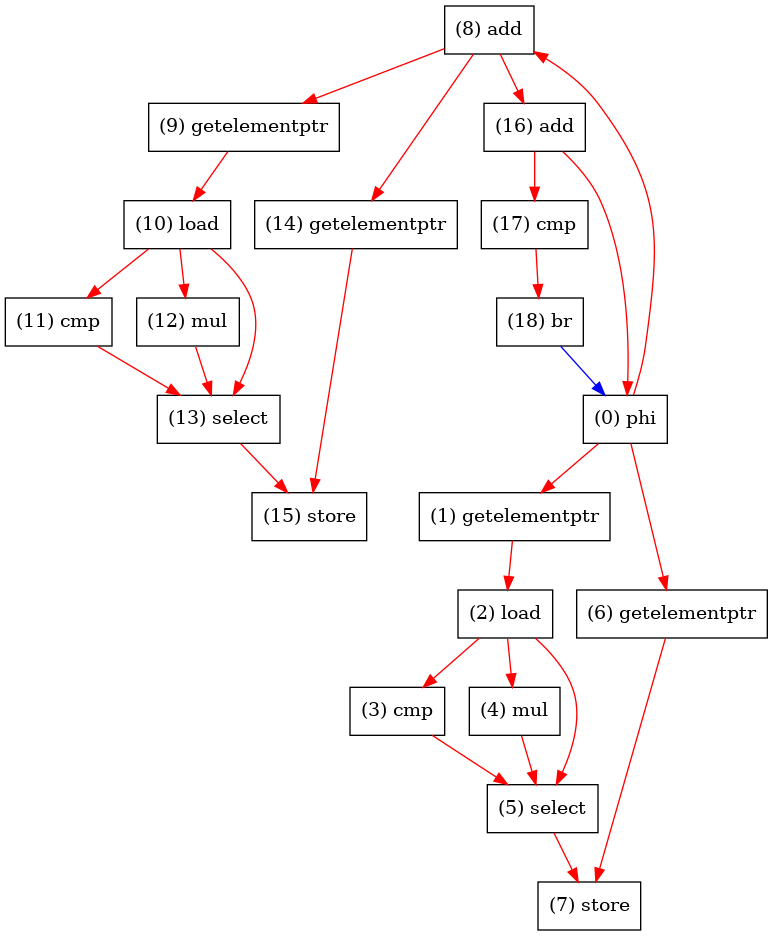 (8) add
(9) getelementptr
(16) add
(10) load
(14) getelementptr
(17) cmp
(11) cmp
(12) mul
(18) br
(13) select
(0) phi
(15) store
(1) getelementptr
(2) load
(6) getelementptr
(3) cmp
(4) mul
(5) select
(7) store